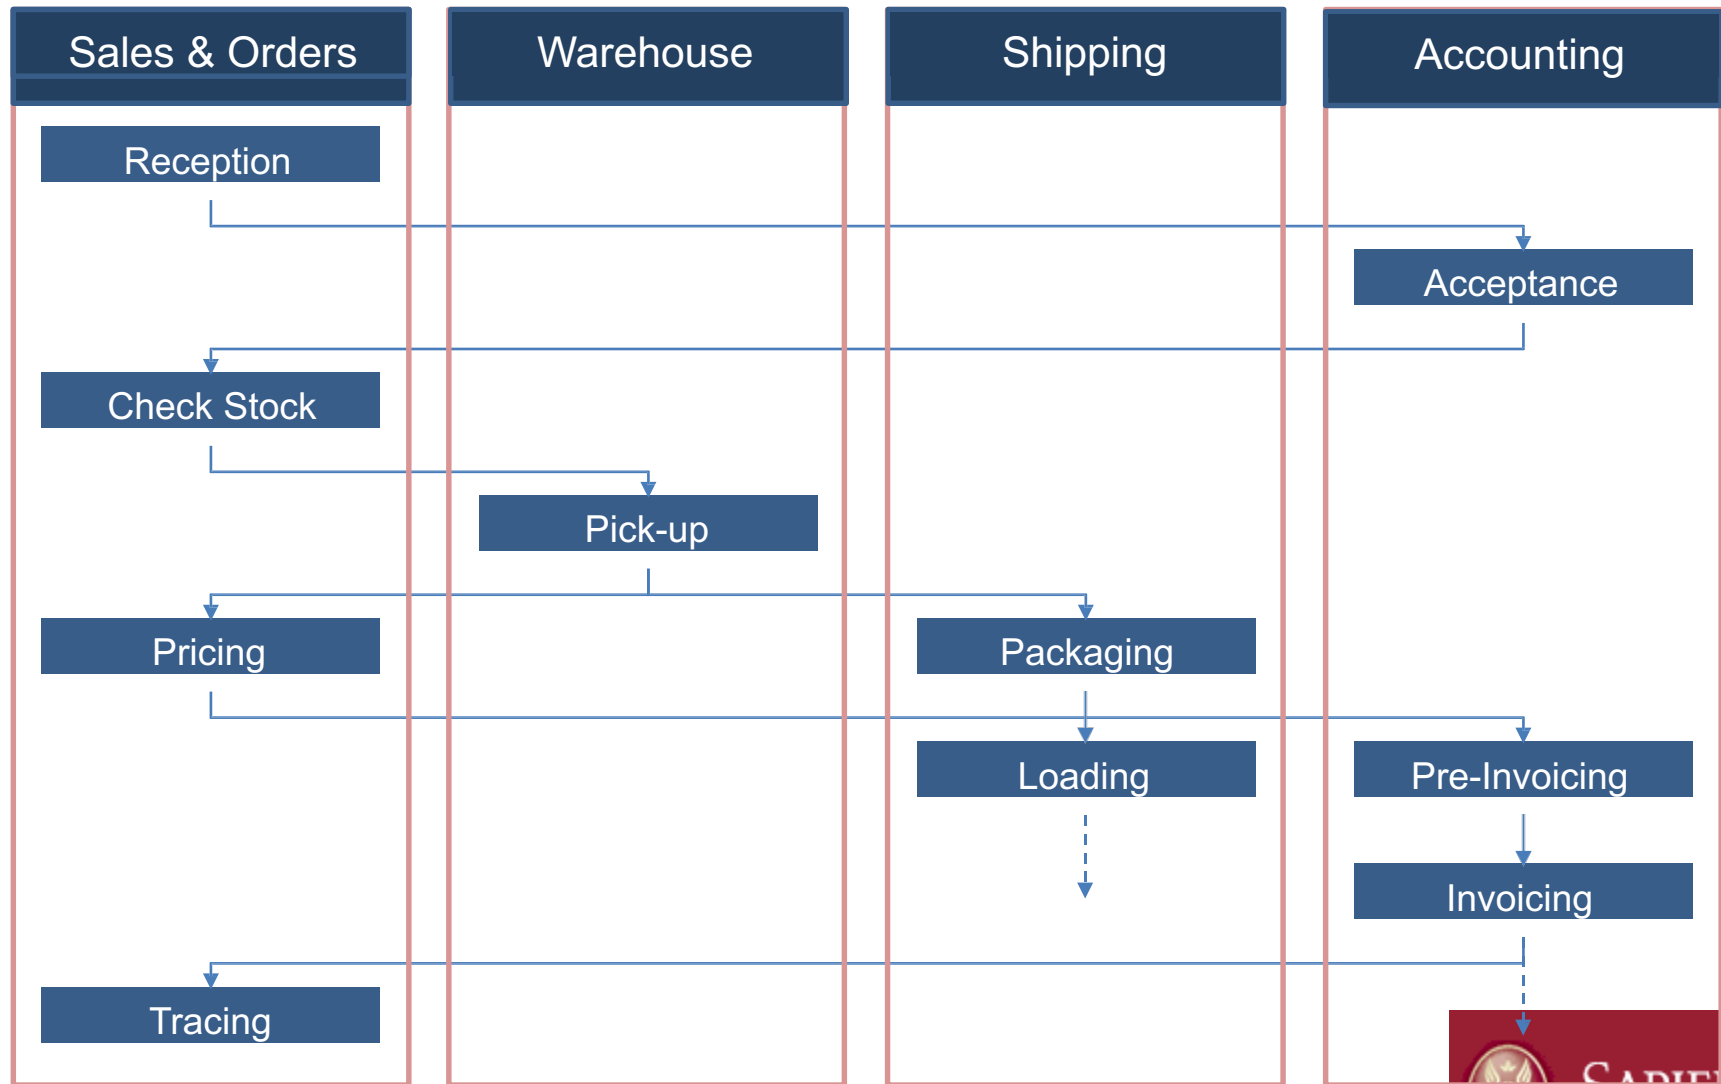 Sales & Orders
Warehouse
Shipping
Accounting
Reception
Acceptance
Check Stock
Pick-up
Pricing
Packaging
Loading
Pre-Invoicing
Invoicing
Tracing